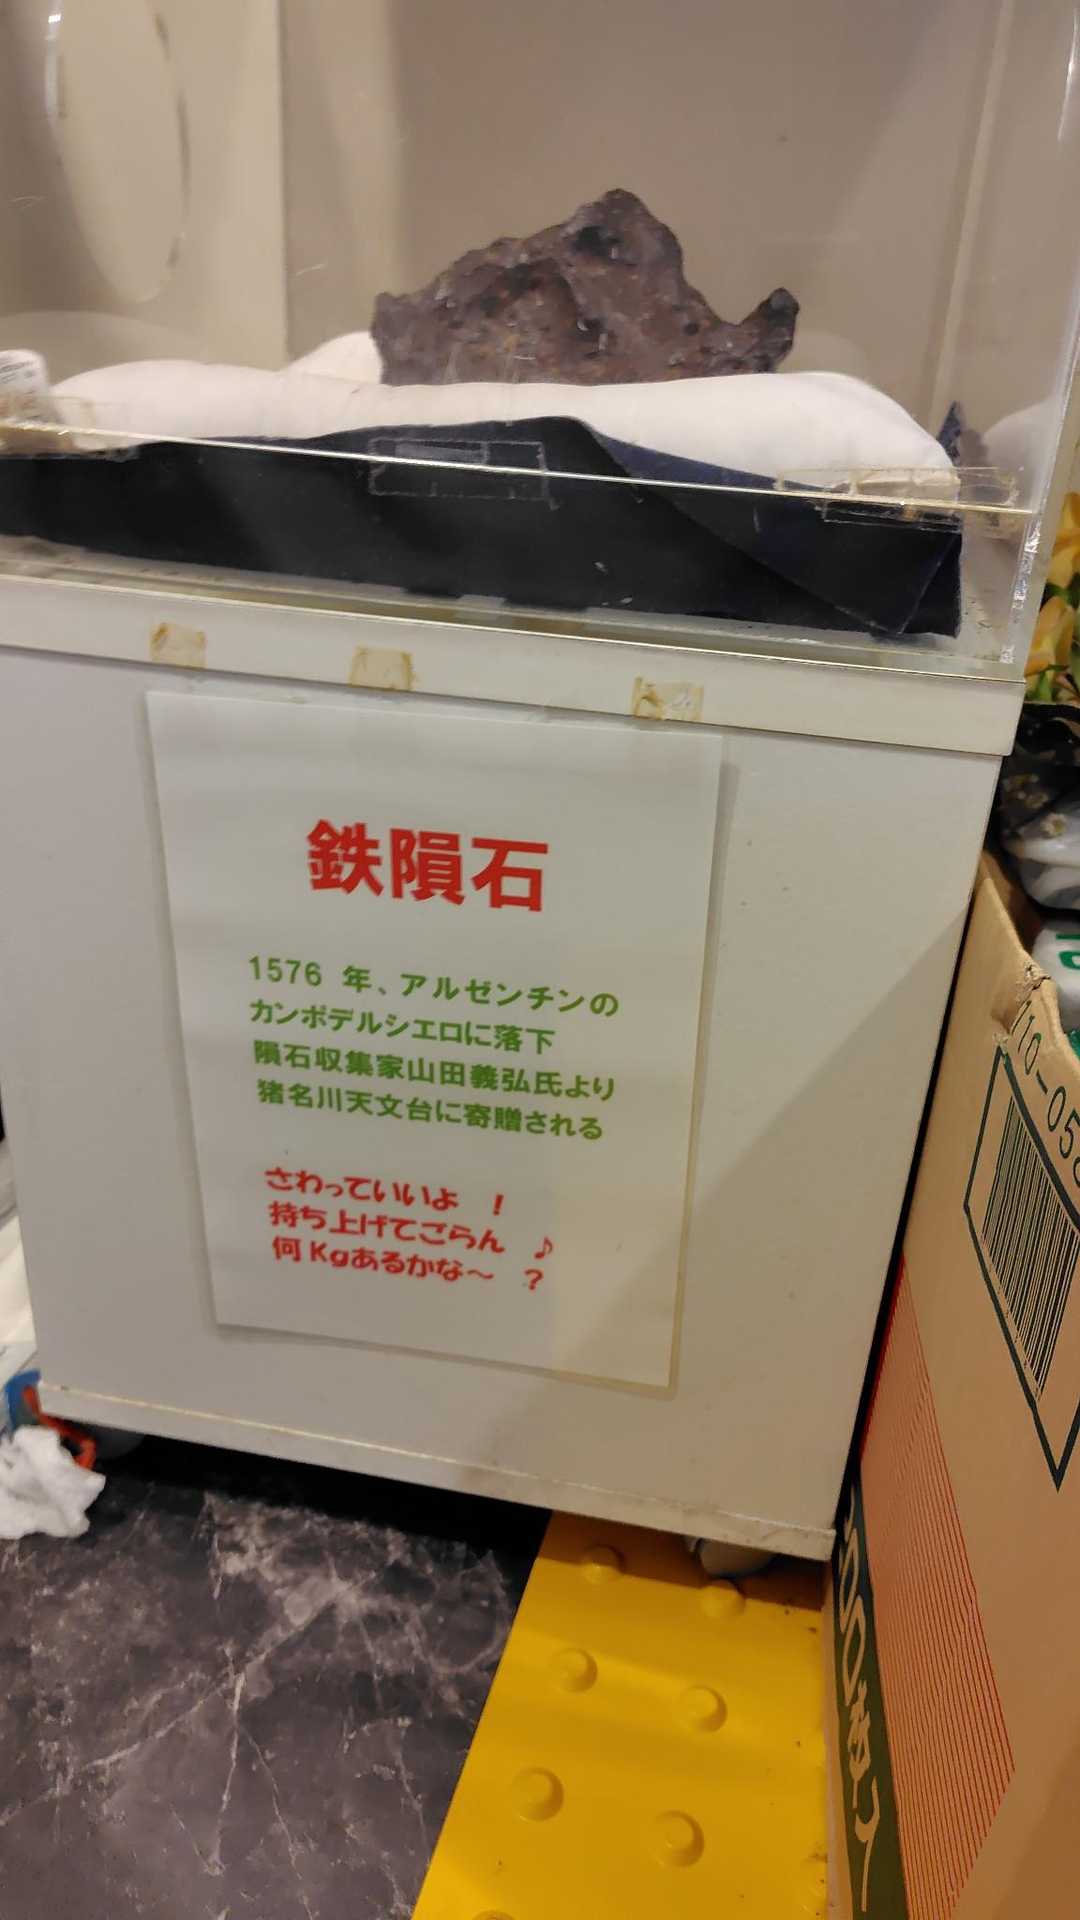 鉄隕石
1576 年、アルゼンチンの
カンポデルシエロに落下
隕石収集家山田義弘氏より
猪名川天文台に寄贈される
さわっていいよ !
持ち上げてごらん ♪
何Kgあるかな～ ?